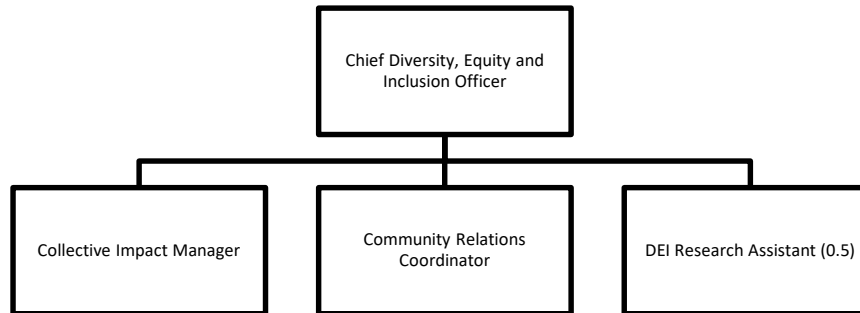 Chief Diversity, Equity and
Inclusion Officer
Collective Impact Manager
Community Relations
Coordinator
DEI Research Assistant (0.5)